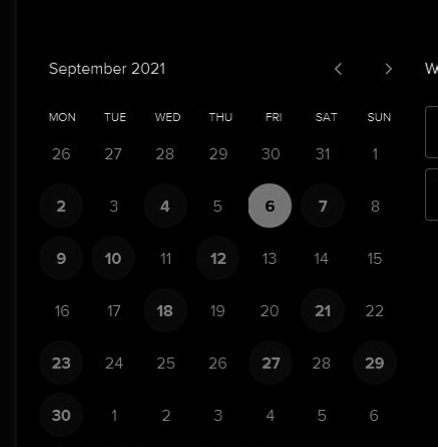 September 2021 < >
W
MON TUE WED THU FRI SAT SUN
26 27 28 29 30 31 1
2 3 4 5 6 7 8
9 10 11 12 13 14 15
16 17 18 19 20 21 22
23 24 25 26 27 28 29
30 1 2 3 4 5 6